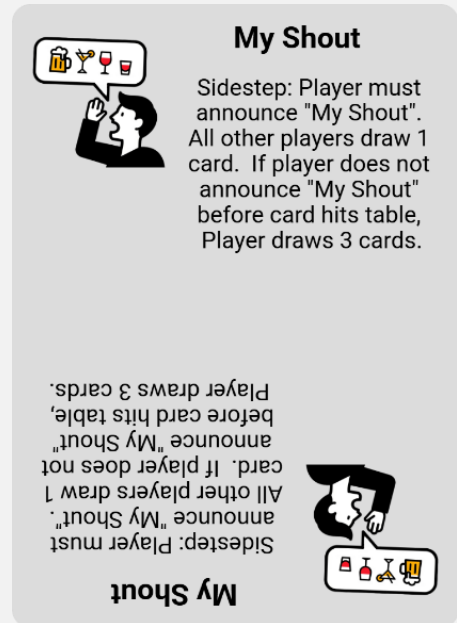 My Shout
Sidestep: Player must
announce "My Shout".
All other players draw 1
card.  If player does not
announce "My Shout"
before card hits table,
Player draws 3 cards.
My Shout
Sidestep: Player must
announce "My Shout".
All other players draw 1
card.  If player does not
announce "My Shout"
before card hits table,
Player draws 3 cards.